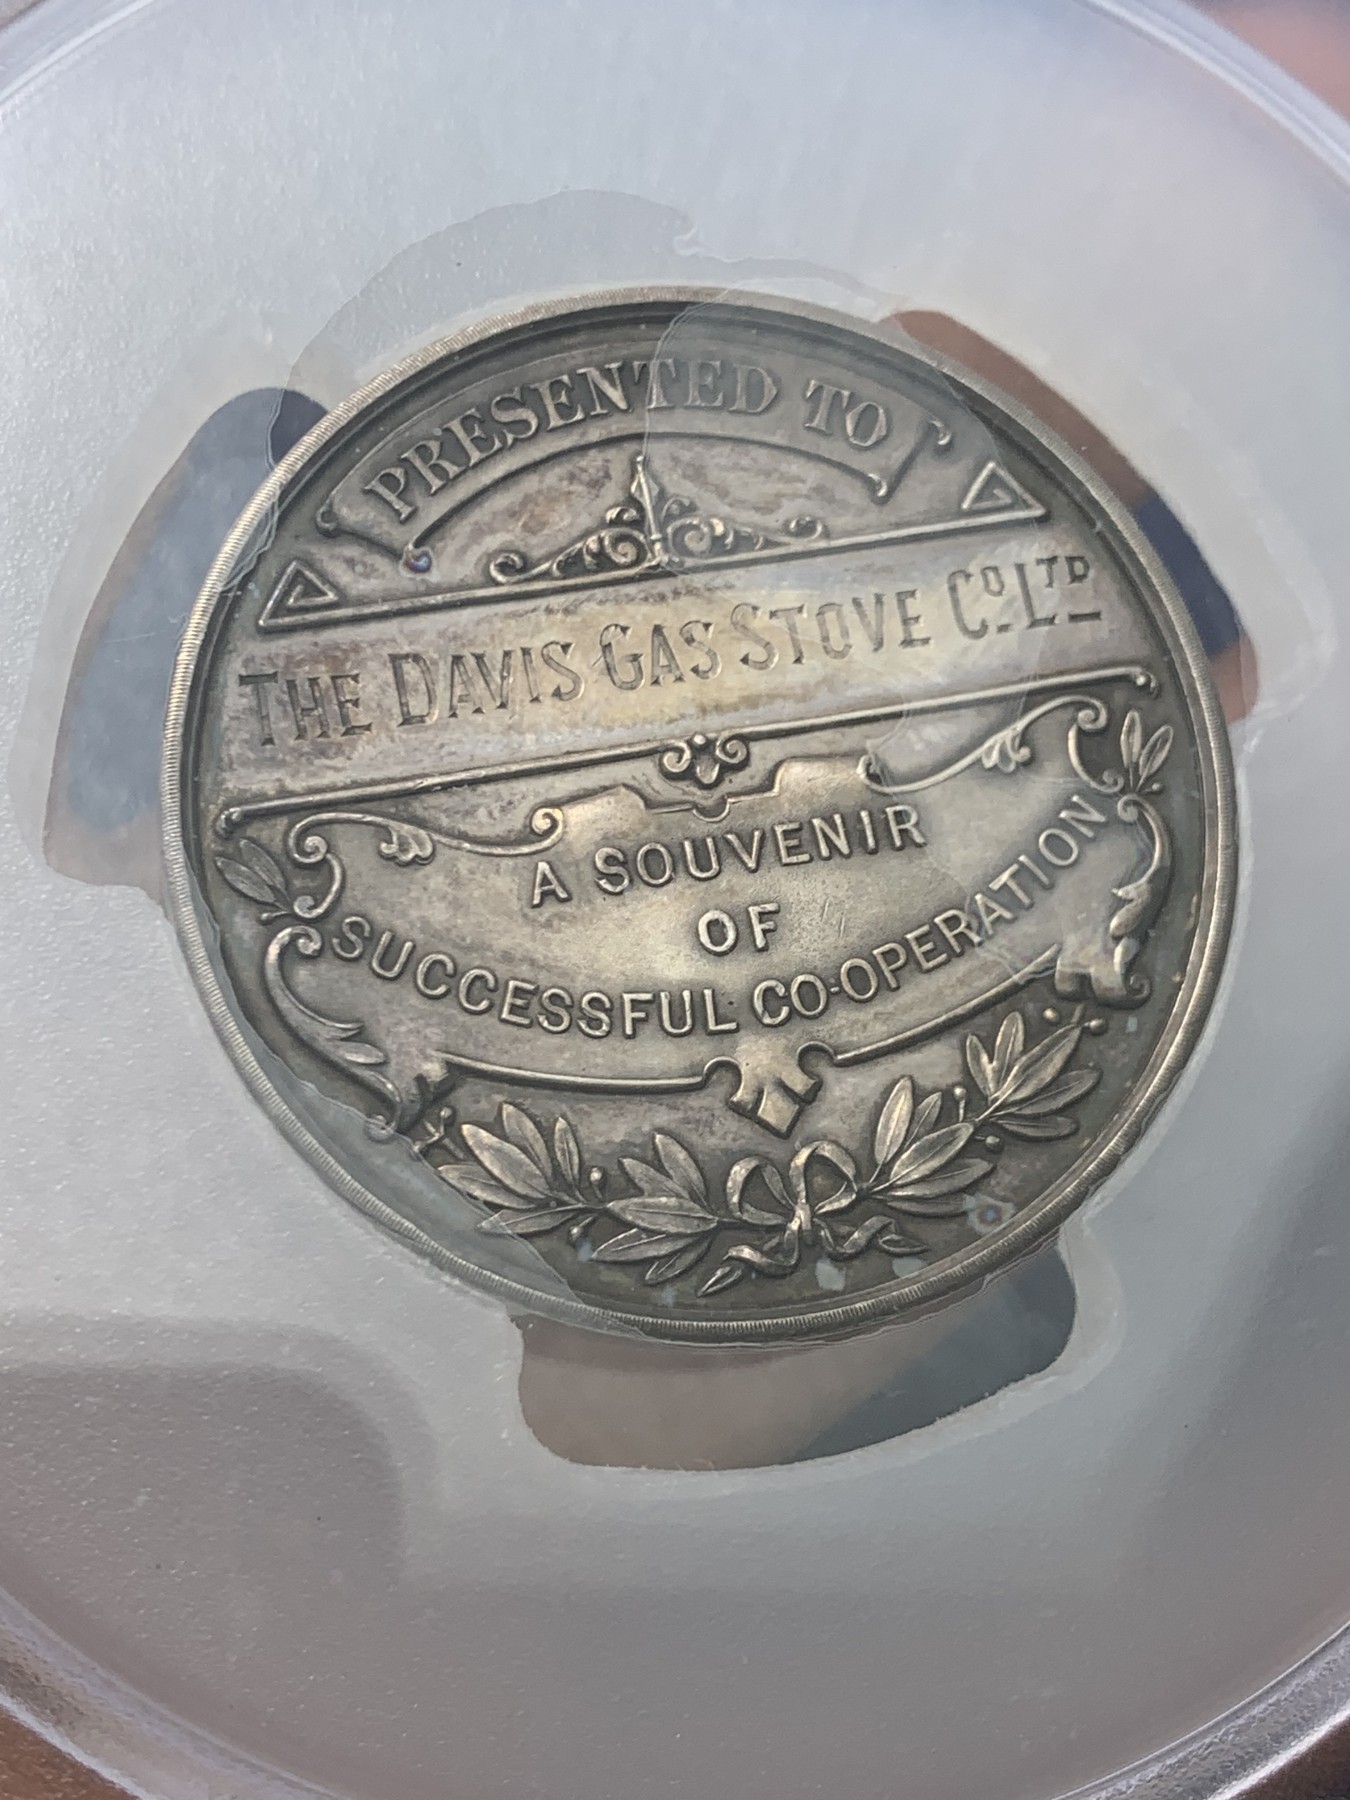 PRESENTED TO
THE DAVIS GAS STOVE CO. LTD
A SOUVENIR
OF
SUCCESSFUL CO-OPERATION